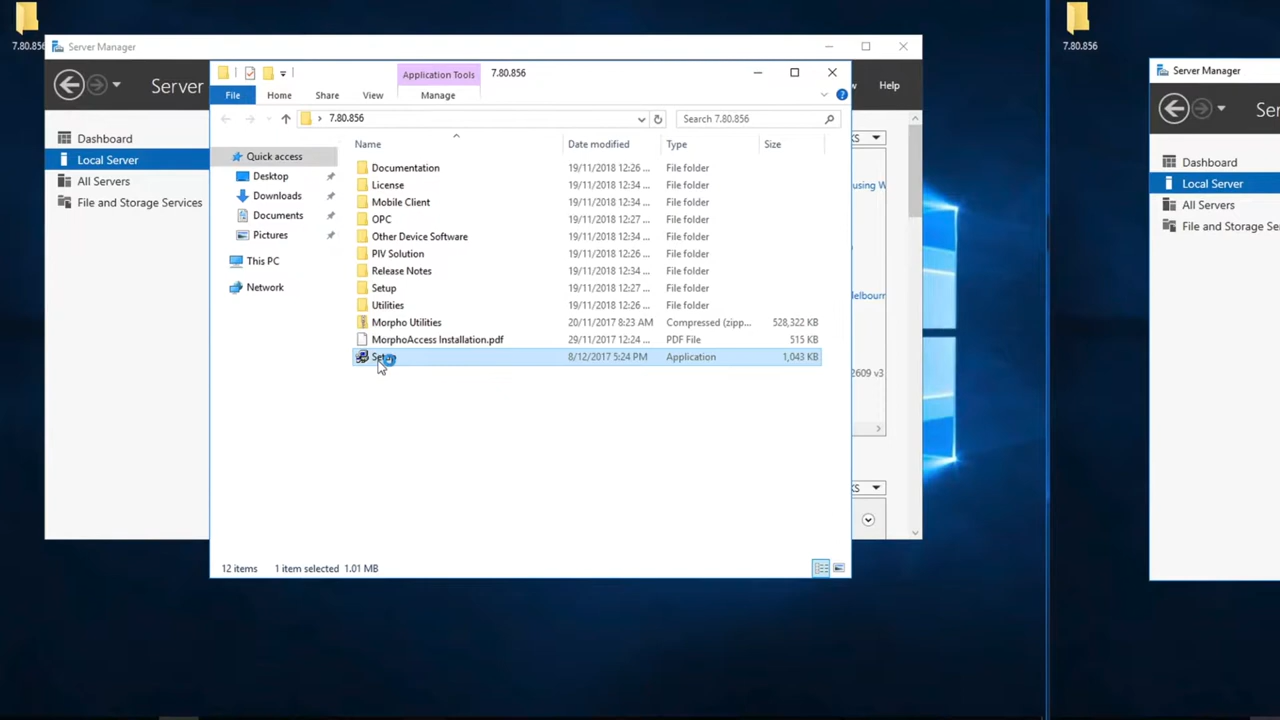 7.80.856
Server Manager
Server
Help
Dashboard
Local Server
All Servers
File and Storage Services
Application Tools
7.80.856
File
Home
Share
View
Manage
7.80.856
Search 7.80.856
Name
Date modified
Type
Size
Quick access
Desktop
Downloads
Documents
Pictures
This PC
Network
Documentation 19/11/2018 12:26 ... File folder
License 19/11/2018 12:34 ... File folder
Mobile Client 19/11/2018 12:34 ... File folder
OPC 19/11/2018 12:27 ... File folder
Other Device Software 19/11/2018 12:34 ... File folder
PIV Solution 19/11/2018 12:26 ... File folder
Release Notes 19/11/2018 12:34 ... File folder
Setup 19/11/2018 12:27 ... File folder
Utilities 19/11/2018 12:26 ... File folder
Morpho Utilities 20/11/2017 8:23 AM Compressed (zipp... 528,322 KB
MorphoAccess Installation.pdf 29/11/2017 12:24 ... PDF File 515 KB
Setup 8/12/2017 5:24 PM Application 1,043 KB
12 items 1 item selected 1.01 MB
KS
using W
elbourn
2609 v3
KS
7.80.856
Server Manager
Se
Dashboard
Local Server
All Servers
File and Storage Se